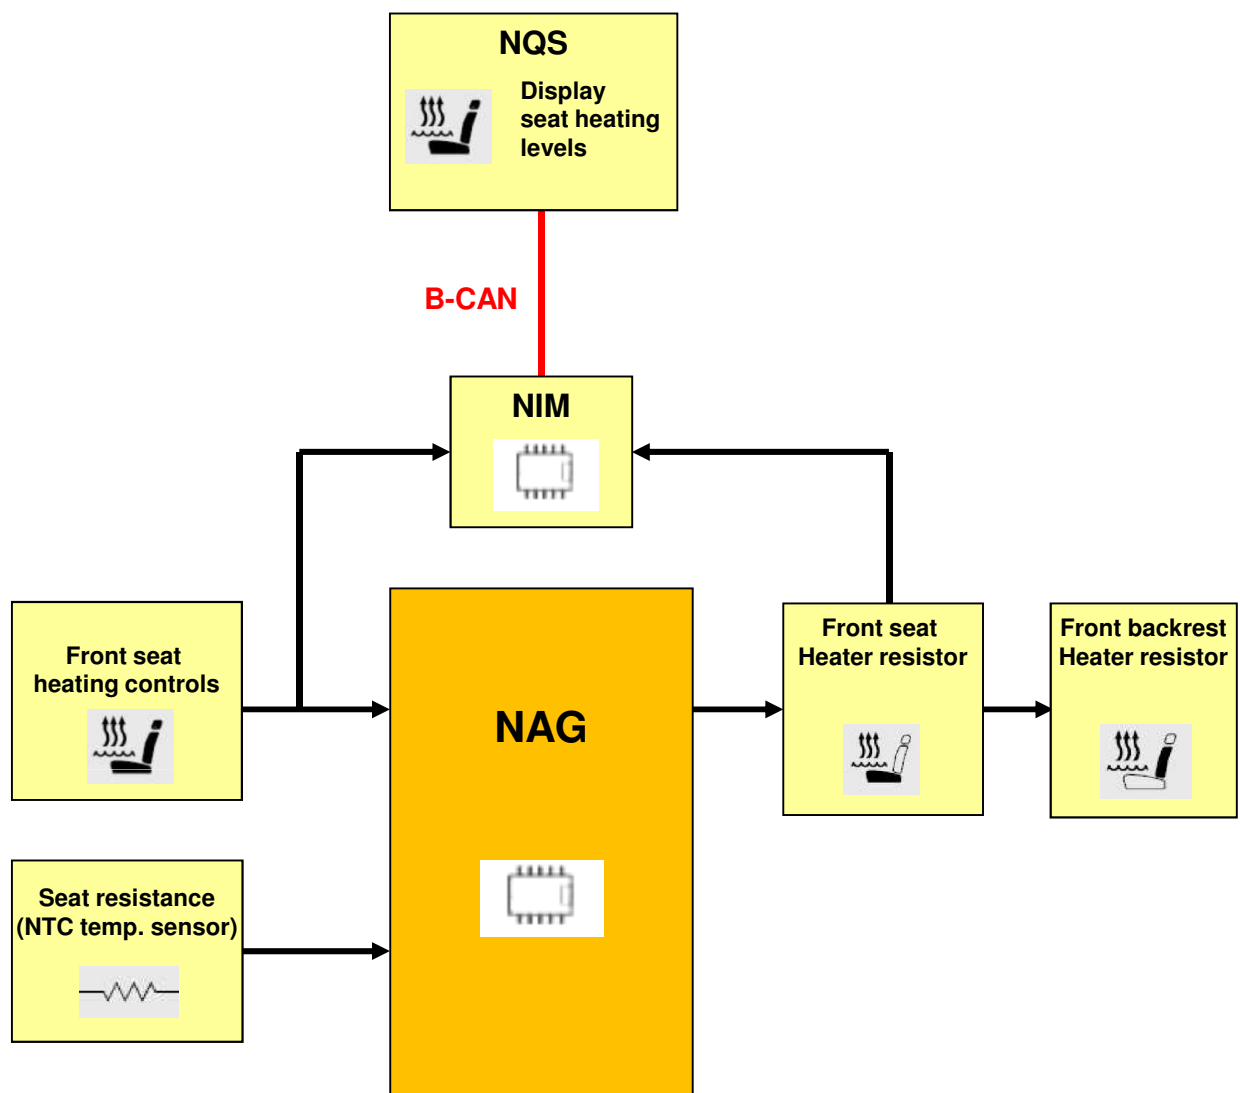 NQS
Display
seat heating
levels
B-CAN
NIM
Front seat
heating controls
NAG
Front seat
Heater resistor
Front backrest
Heater resistor
Seat resistance
(NTC temp. sensor)